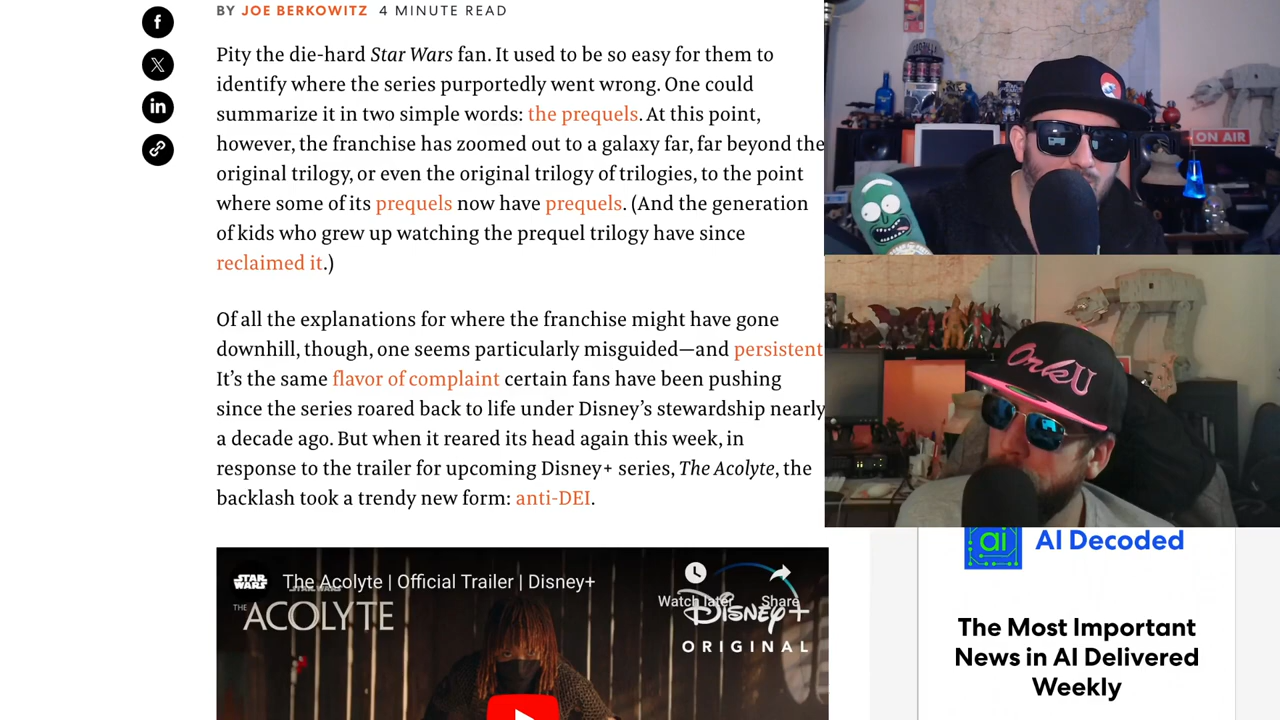 BY JOE BERKOWITZ 4 MINUTE READ
Pity the die-hard Star Wars fan. It used to be so easy for them to
identify where the series purportedly went wrong. One could
summarize it in two simple words: the prequels. At this point,
however, the franchise has zoomed out to a galaxy far, far beyond the
original trilogy, or even the original trilogy of trilogies, to the point
where some of its prequels now have prequels. (And the generation
of kids who grew up watching the prequel trilogy have since
reclaimed it.)
Of all the explanations for where the franchise might have gone
downhill, though, one seems particularly misguided—and persistent
It's the same flavor of complaint certain fans have been pushing
since the series roared back to life under Disney's stewardship nearly
a decade ago. But when it reared its head again this week, in
response to the trailer for upcoming Disney+ series, The Acolyte, the
backlash took a trendy new form: anti-DEI.
STAR WARS
The Acolyte | Official Trailer | Disney+
Watch later
Share
STAR WARS
THE ACOLYTE
Disney+
ORIGINAL
ON AIR
OrkU
ai AI Decoded
The Most Important
News in AI Delivered
Weekly